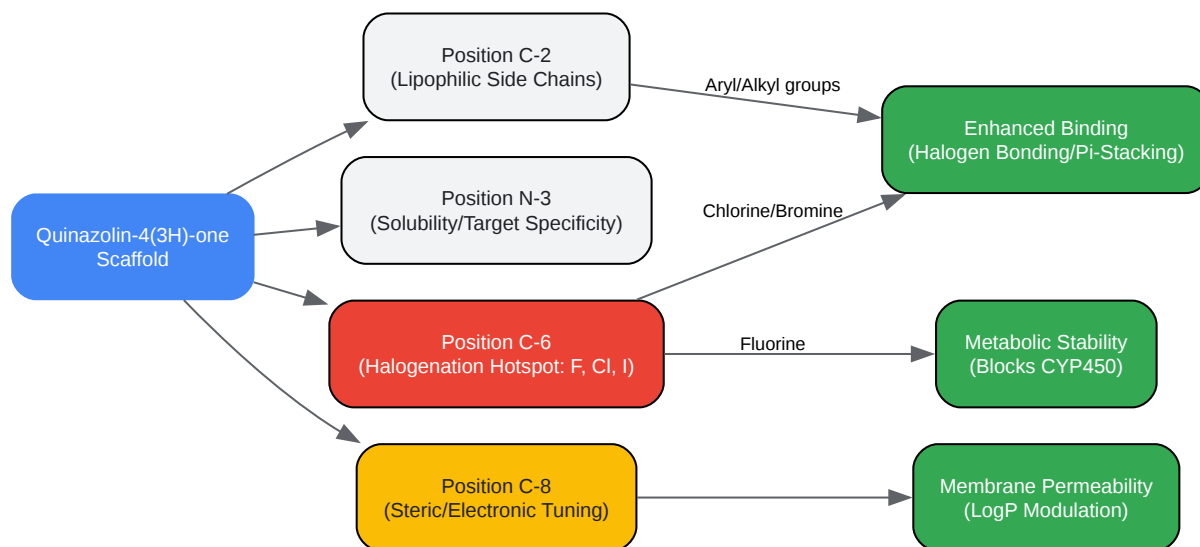 Position C-2
(Lipophilic Side Chains)
Aryl/Alkyl groups
Enhanced Binding
(Halogen Bonding/Pi-Stacking)
Position N-3
(Solubility/Target Specificity)
Chlorine/Bromine
Quinazolin-4(3H)-one
Scaffold
Position C-6
(Halogenation Hotspot: F, Cl, I)
Fluorine
Metabolic Stability
(Blocks CYP450)
Position C-8
(Steric/Electronic Tuning)
Membrane Permeability
(LogP Modulation)